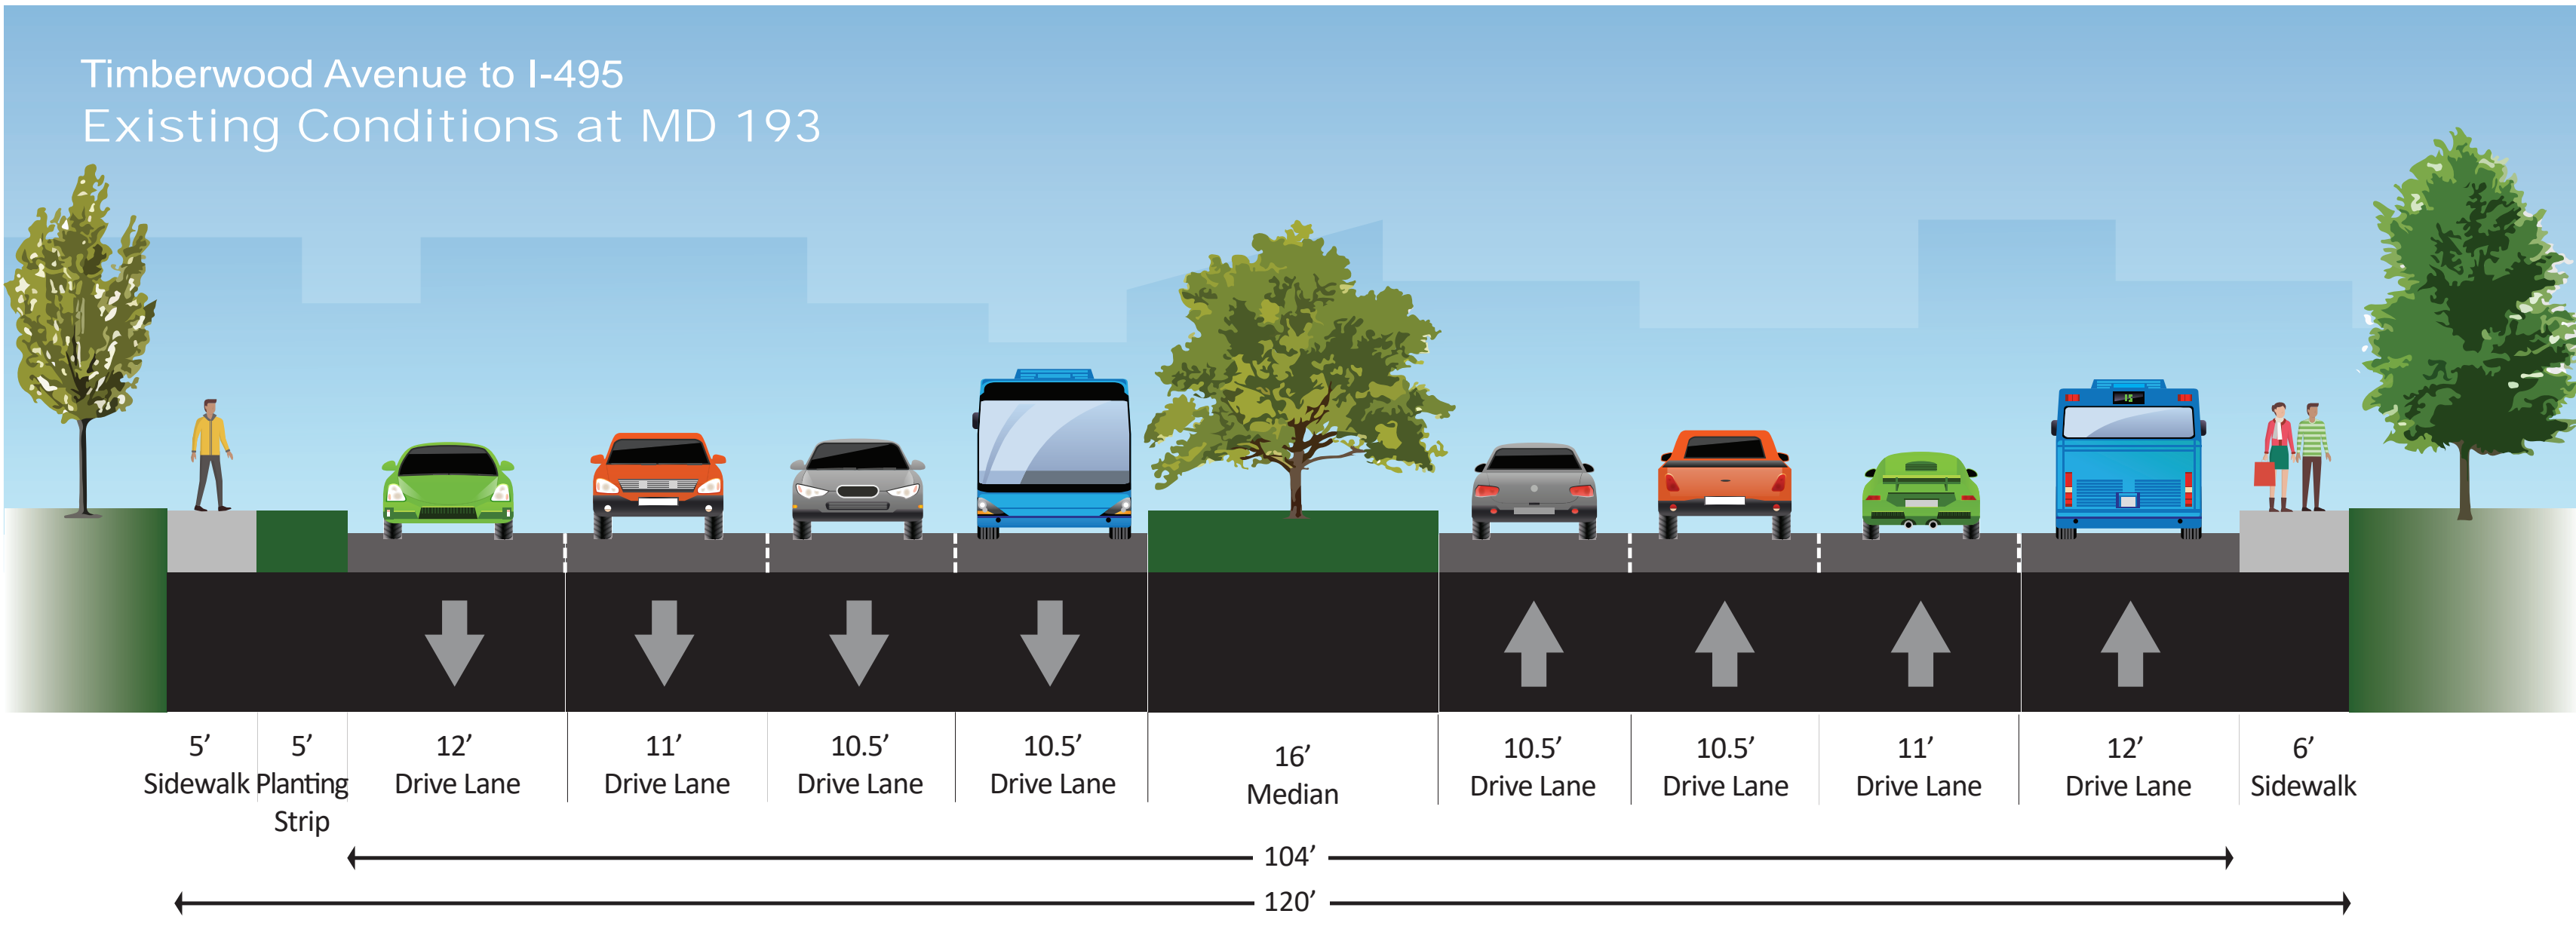 Timberwood Avenue to I-495
Existing Conditions at MD 193
15
5’
Sidewalk
5’
Planting
Strip
12’
Drive Lane
11’
Drive Lane
10.5’
Drive Lane
10.5’
Drive Lane
16’
Median
10.5’
Drive Lane
10.5’
Drive Lane
11’
Drive Lane
12’
Drive Lane
6’
Sidewalk
104’
120’